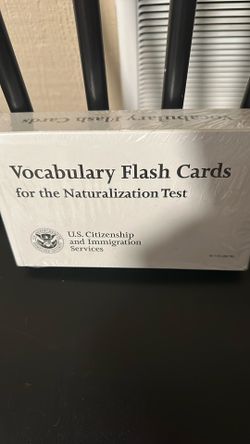 Vocabulary Flash Cards
Vocabulary Flash Cards
for the Naturalization Test
U.S. Citizenship
and Immigration
Services